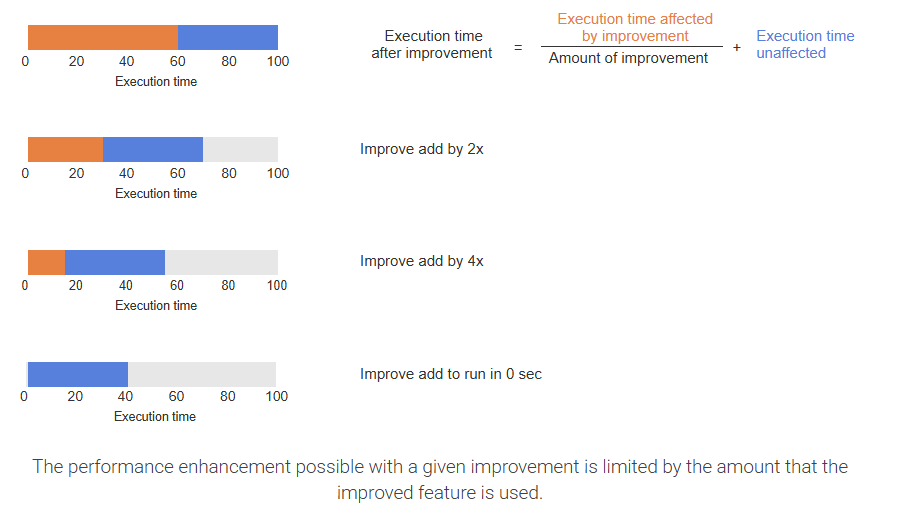 Execution time affected
by improvement
Execution time
after improvement
=
Amount of improvement
+
Execution time
unaffected
0 20 40 60 80 100
Execution time
Improve add by 2x
0 20 40 60 80 100
Execution time
Improve add by 4x
0 20 40 60 80 100
Execution time
Improve add to run in 0 sec
0 20 40 60 80 100
Execution time
The performance enhancement possible with a given improvement is limited by the amount that the
improved feature is used.